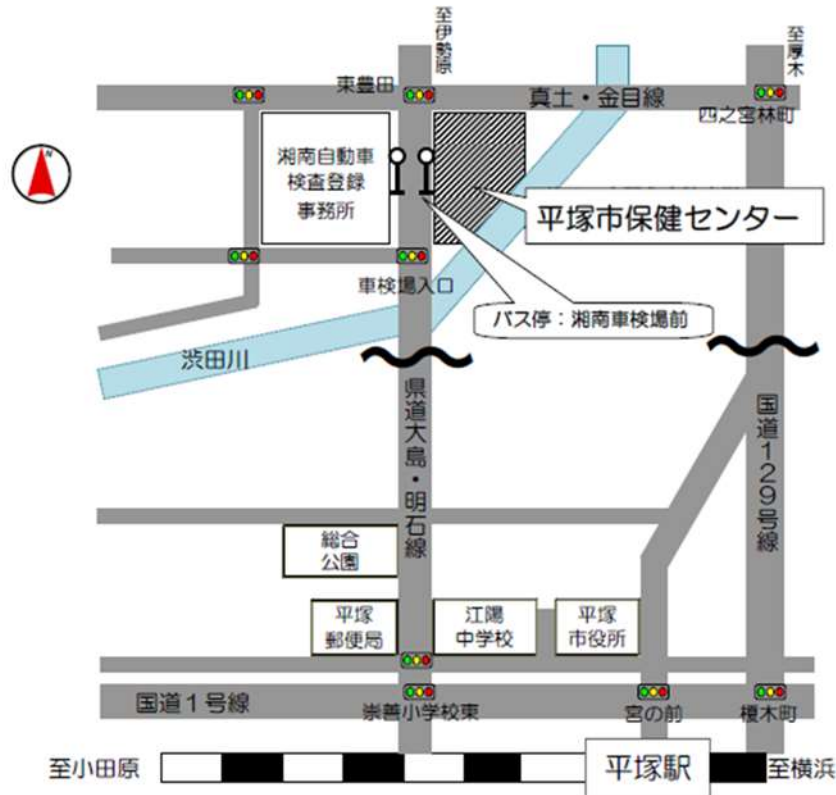 至伊勢原
至厚木
N
東豊田
真土・金目線
四之宮林町
湘南自動車
検査登録
事務所
平塚市保健センター
車検場入口
バス停：湘南車検場前
渋田川
県道大島・明石線
国道129号線
総合
公園
平塚
郵便局
江陽
中学校
平塚
市役所
国道1号線
崇善小学校東
宮の前
榎木町
至小田原
平塚駅
至横浜